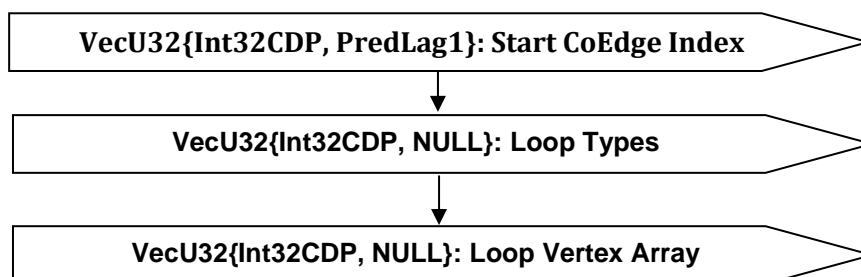 VecU32{Int32CDP, PredLag1}: Start CoEdge Index
VecU32{Int32CDP, NULL}: Loop Types
VecU32{Int32CDP, NULL}: Loop Vertex Array